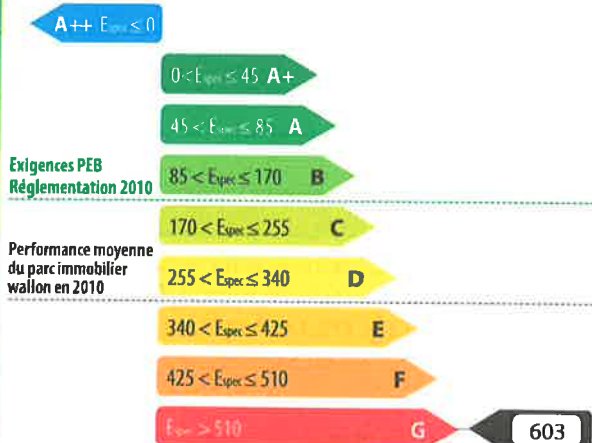 A++ Espec ≤ 0
0 < Espec ≤ 45 A+
45 < Espec ≤ 85 A
Exigences PEB
Réglementation 2010
85 < Espec ≤ 170 B
170 < Espec ≤ 255 C
Performance moyenne
du parc immobilier
wallon en 2010
255 < Espec ≤ 340 D
340 < Espec ≤ 425 E
425 < Espec ≤ 510 F
Espec > 510 G
603